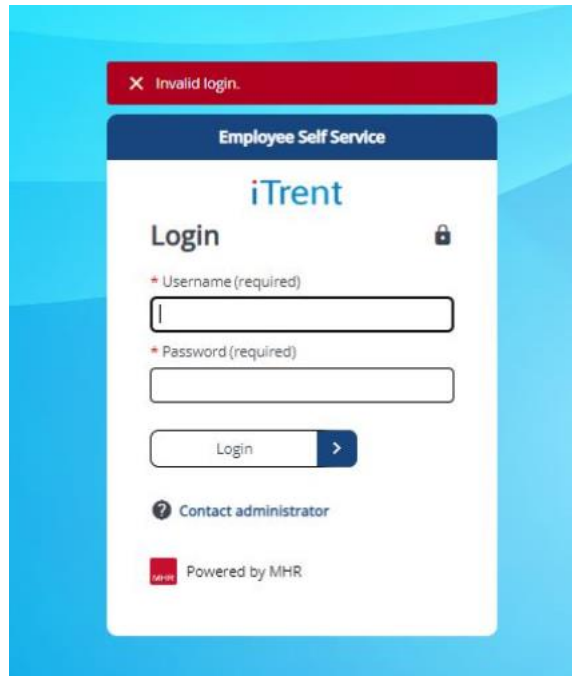 Invalid login.
Employee Self Service
iTrent
Login
* Username (required)
* Password (required)
Login
Contact administrator
MHR Powered by MHR